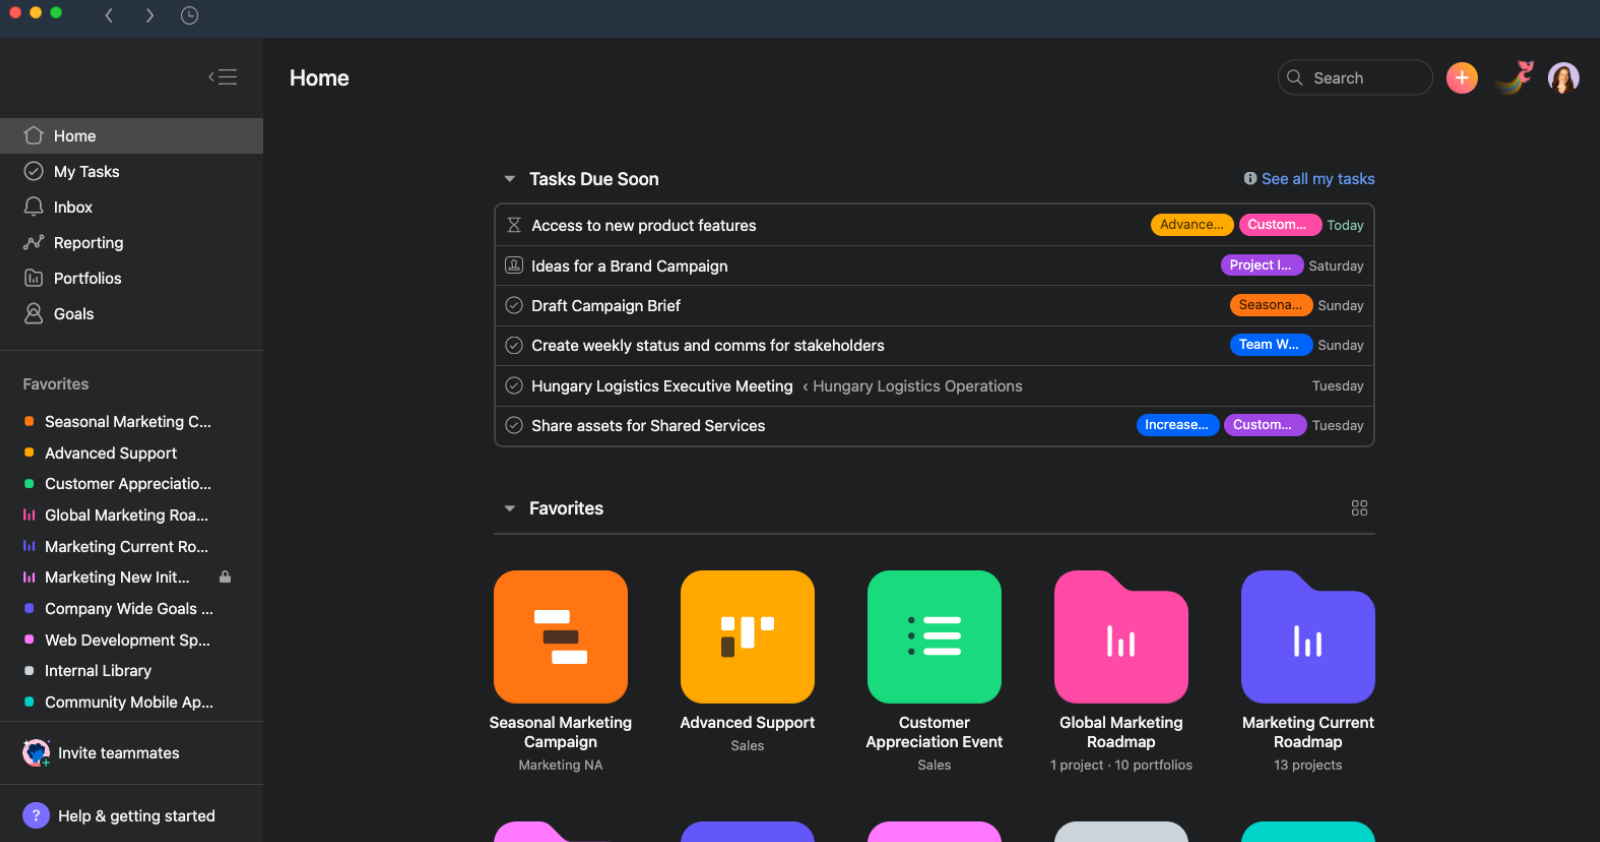 Home
Search
Home
My Tasks
Inbox
Reporting
Portfolios
Goals
Favorites
Seasonal Marketing C...
Advanced Support
Customer Appreciatio...
Global Marketing Roa...
Marketing Current Ro...
Marketing New Init...
Company Wide Goals ...
Web Development Sp...
Internal Library
Community Mobile Ap...
Invite teammates
? Help & getting started
Tasks Due Soon
See all my tasks
Access to new product features Advance... Custom... Today
Ideas for a Brand Campaign Project I... Saturday
Draft Campaign Brief Seasona... Sunday
Create weekly status and comms for stakeholders Team W... Sunday
Hungary Logistics Executive Meeting ‹ Hungary Logistics Operations Tuesday
Share assets for Shared Services Increase... Custom... Tuesday
Favorites
Seasonal Marketing
Campaign
Marketing NA
Advanced Support
Sales
Customer
Appreciation Event
Sales
Global Marketing
Roadmap
1 project · 10 portfolios
Marketing Current
Roadmap
13 projects